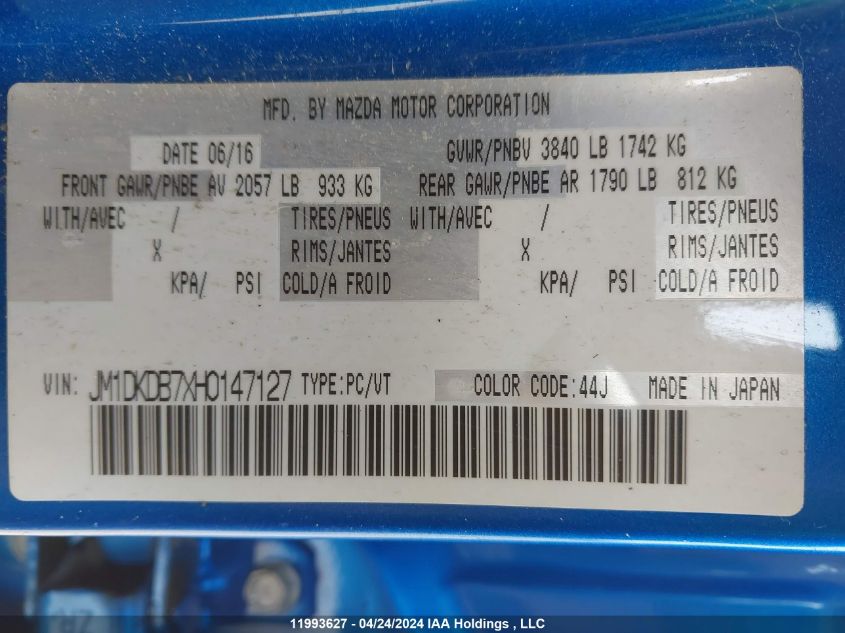 MFD. BY MAZDA MOTOR CORPORATION
DATE 06/16 GVWR/PNBV 3840 LB 1742 KG
FRONT GAWR/PNBE AV 2057 LB 933 KG REAR GAWR/PNBE AR 1790 LB 812 KG
WITH/AVEC / TIRES/PNEUS WITH/AVEC / TIRES/PNEUS
X RIMS/JANTES X RIMS/JANTES
KPA/ PSI COLD/A FROID KPA/ PSI COLD/A FROID
VIN: JM1DKDB7XH0147127 TYPE:PC/VT COLOR CODE:44J MADE IN JAPAN
11993627 - 04/24/2024 IAA Holdings , LLC